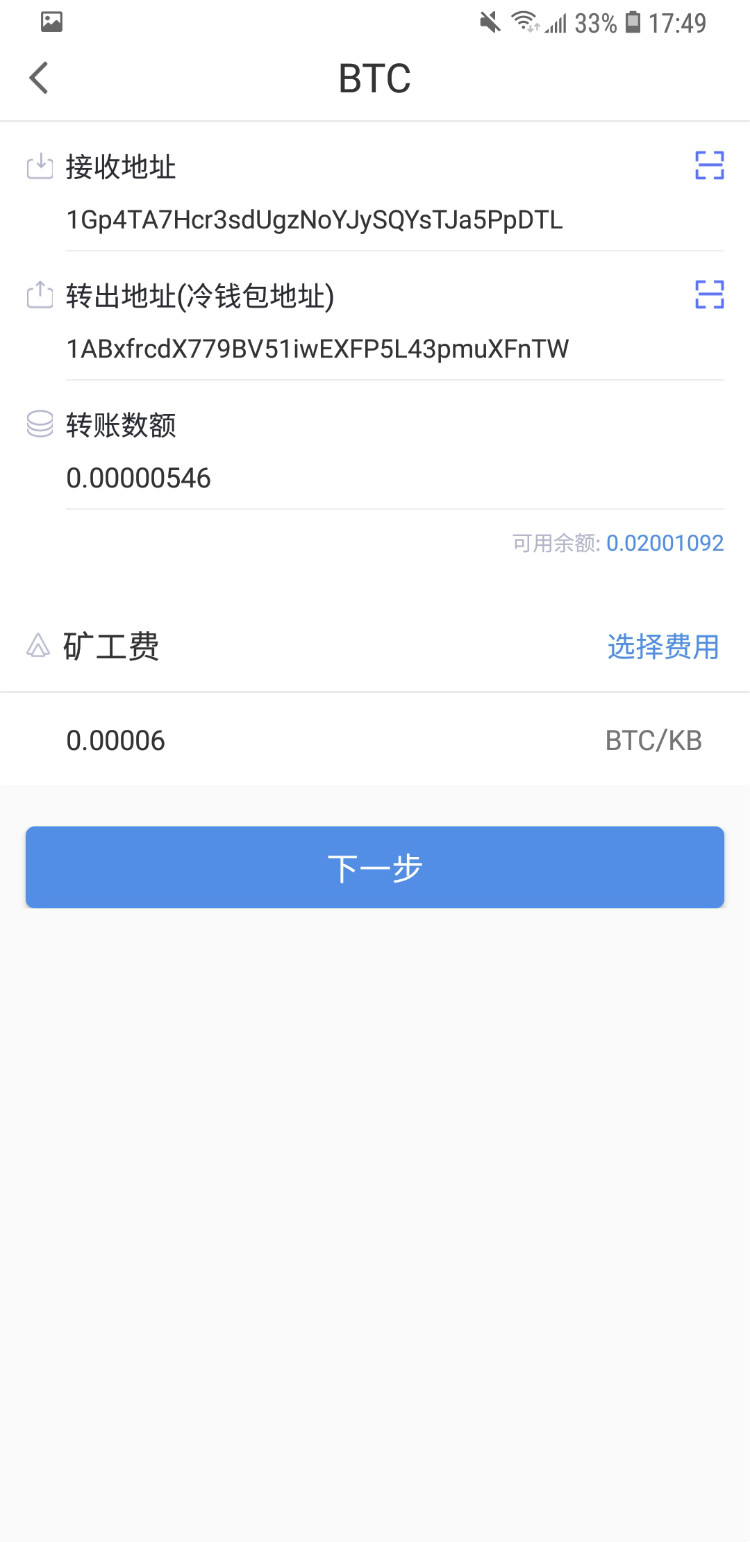 33% 17:49
BTC
接收地址
1Gp4TA7Hcr3sdUgzNoYJySQYsTJa5PpDTL
转出地址(冷钱包地址)
1ABxfrcdX779BV51iwEXFP5L43pmuXFnTW
转账数额
0.00000546
可用余额: 0.02001092
矿工费 选择费用
0.00006 BTC/KB
下一步